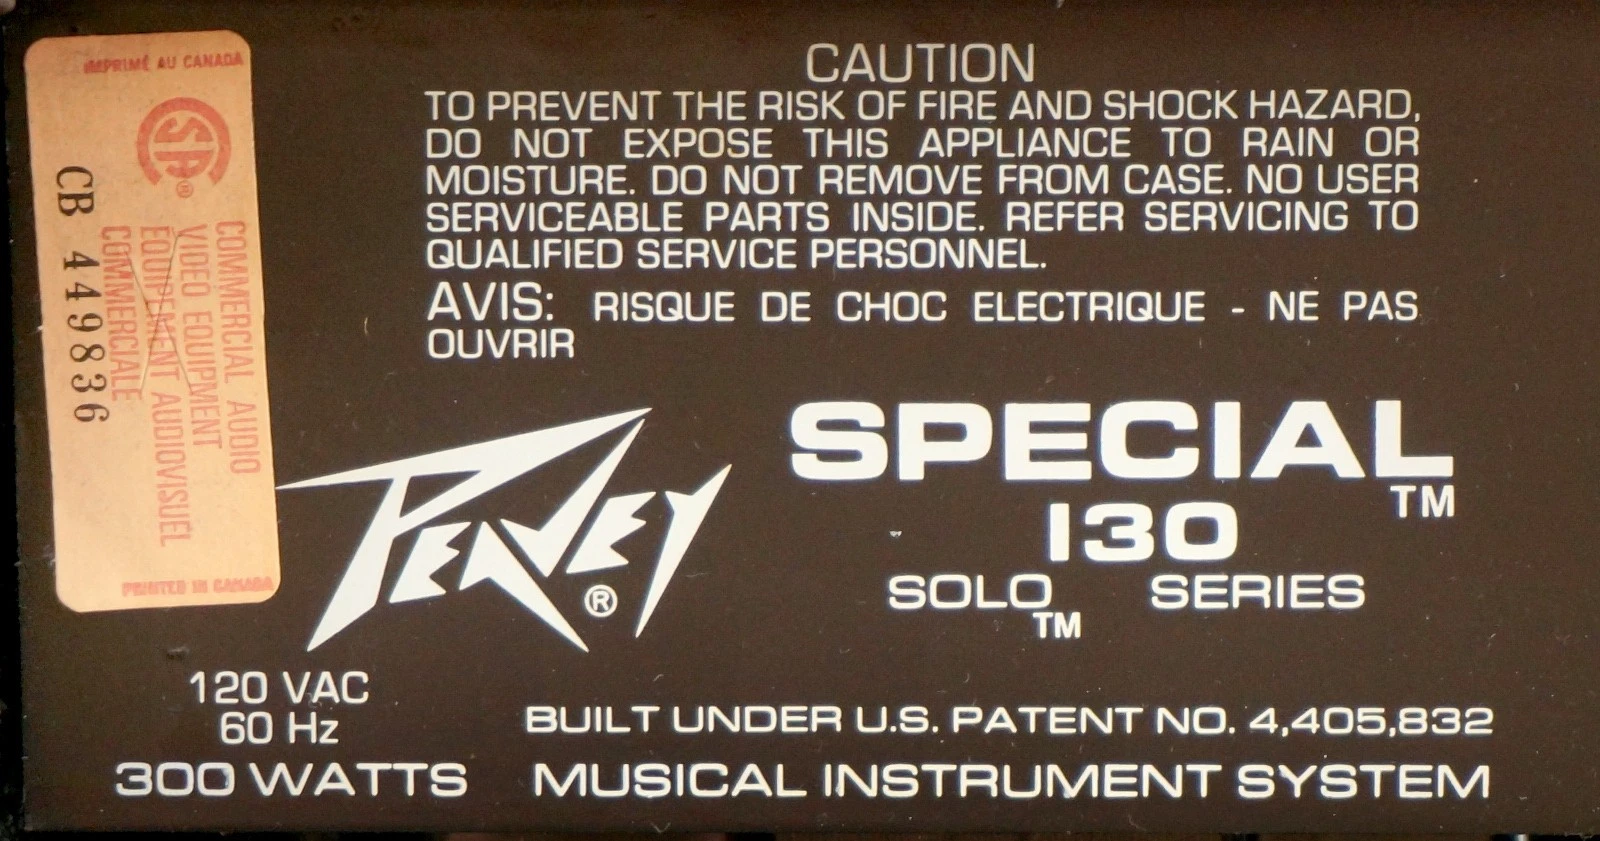 IMPRIMÉ AU CANADA
SA®
COMMERCIAL AUDIO
VIDEO EQUIPMENT
EQUIPEMENT AUDIOVISUEL
COMMERCIALE
CB 449836
PRINTED IN CANADA
CAUTION
TO PREVENT THE RISK OF FIRE AND SHOCK HAZARD,
DO NOT EXPOSE THIS APPLIANCE TO RAIN OR
MOISTURE. DO NOT REMOVE FROM CASE. NO USER
SERVICEABLE PARTS INSIDE. REFER SERVICING TO
QUALIFIED SERVICE PERSONNEL.
AVIS: RISQUE DE CHOC ELECTRIQUE - NE PAS
OUVRIR
PEAVEY®
SPECIAL™
130
SOLO™ SERIES
120 VAC
60 Hz
300 WATTS
BUILT UNDER U.S. PATENT NO. 4,405,832
MUSICAL INSTRUMENT SYSTEM